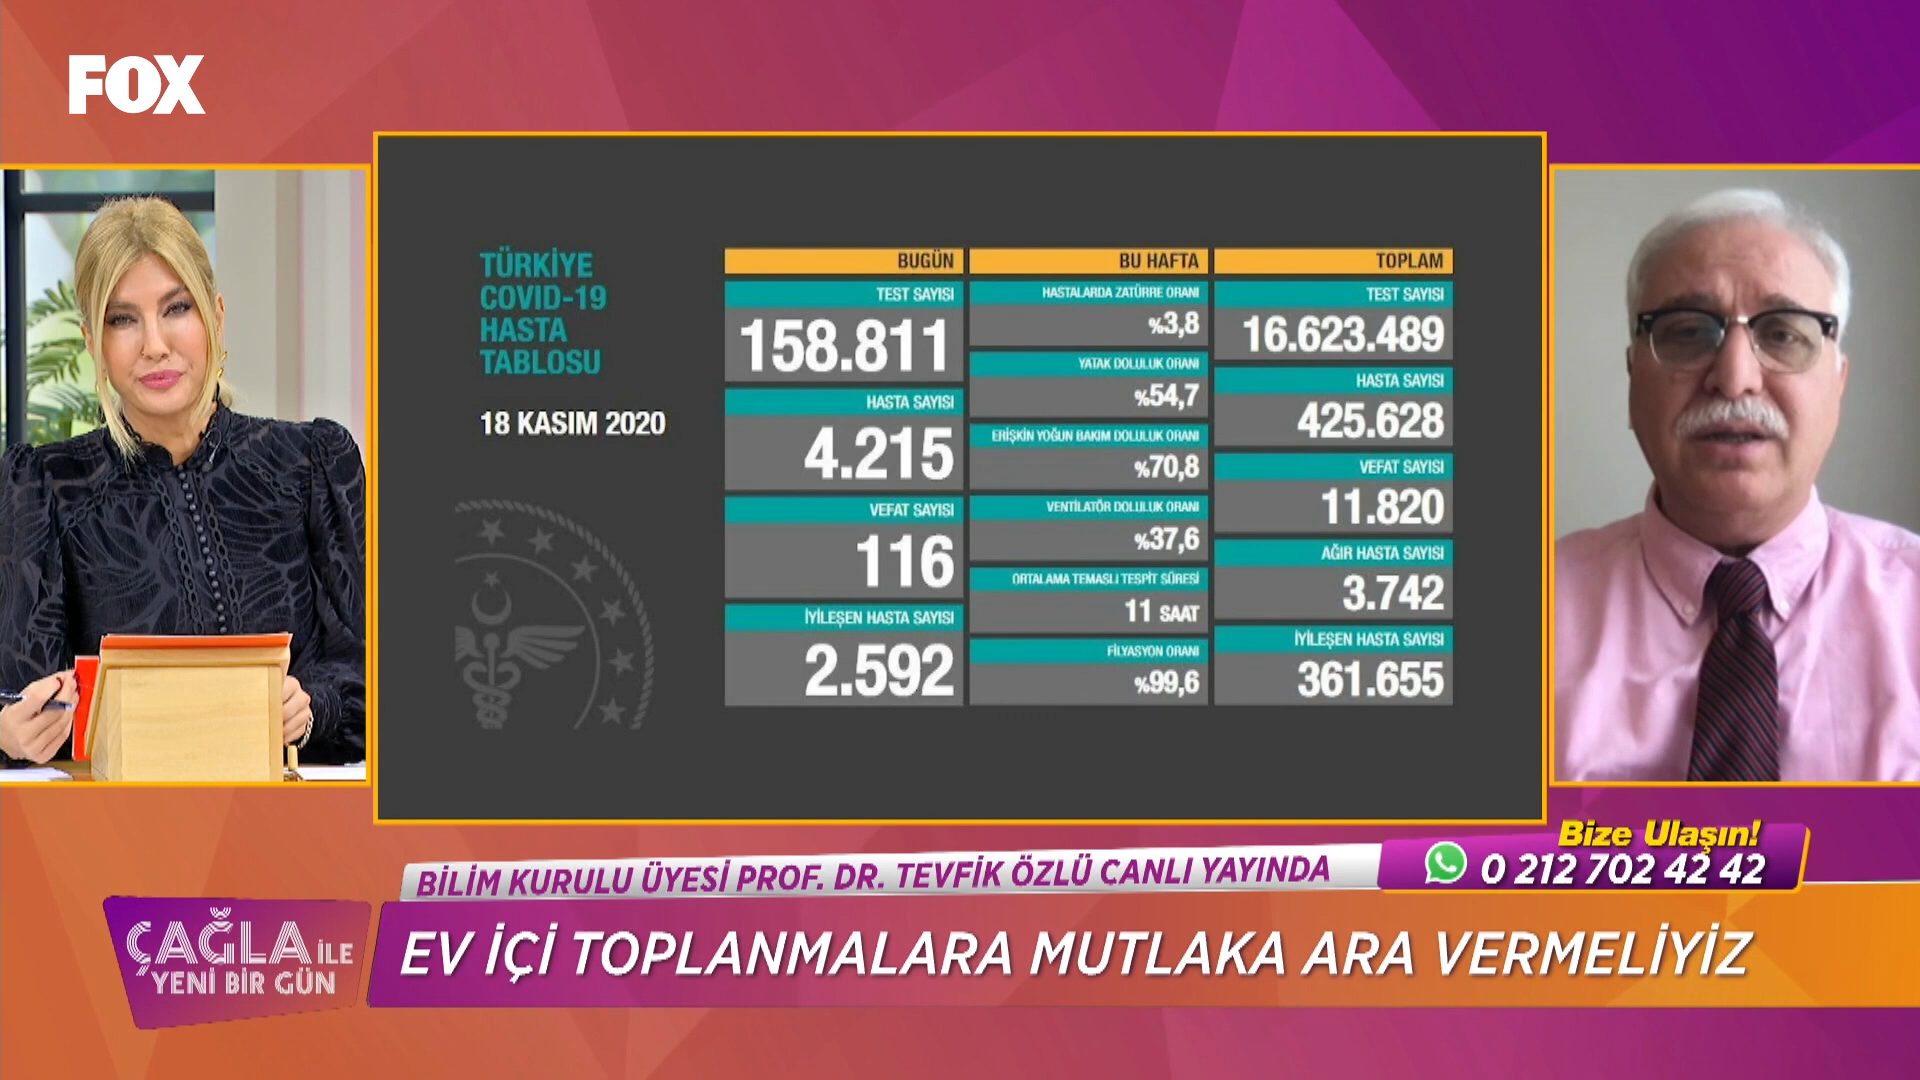 FOX
TÜRKİYE
COVID-19
HASTA
TABLOSU
18 KASIM 2020
BUGÜN
TEST SAYISI
158.811
HASTA SAYISI
4.215
VEFAT SAYISI
116
İYİLEŞEN HASTA SAYISI
2.592
BU HAFTA
HASTALARDA ZATÜRRE ORANI
%3,8
YATAK DOLULUK ORANI
%54,7
ERİŞKİN YOĞUN BAKIM DOLULUK ORANI
%70,8
VENTİLATÖR DOLULUK ORANI
%37,6
ORTALAMA TEMASLI TESPİT SÜRESİ
11 SAAT
FİLYASYON ORANI
%99,6
TOPLAM
TEST SAYISI
16.623.489
HASTA SAYISI
425.628
VEFAT SAYISI
11.820
AĞIR HASTA SAYISI
3.742
İYİLEŞEN HASTA SAYISI
361.655
Bize Ulaşın!
0 212 702 42 42
BİLİM KURULU ÜYESİ PROF. DR. TEVFİK ÖZLÜ CANLI YAYINDA
ÇAĞLA İLE
YENİ BİR GÜN
EV İÇİ TOPLANMALARA MUTLAKA ARA VERMELİYİZ